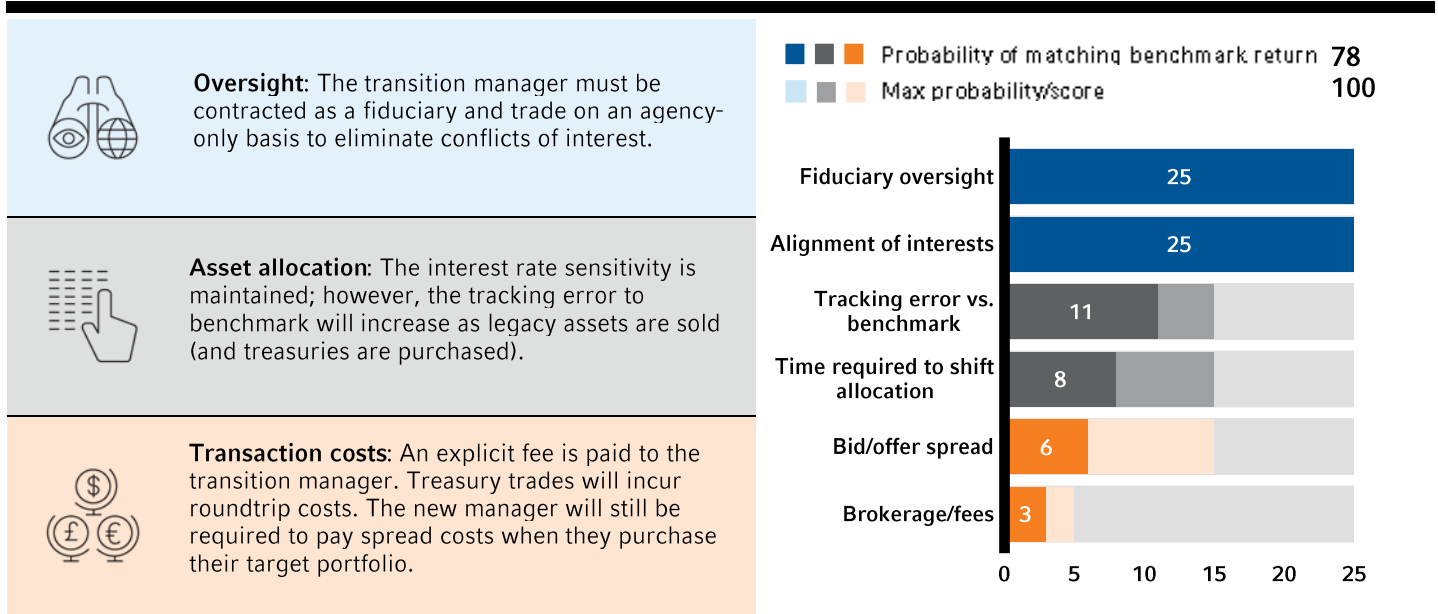 Oversight: The transition manager must be
contracted as a fiduciary and trade on an agency-
only basis to eliminate conflicts of interest.
Asset allocation: The interest rate sensitivity is
maintained; however, the tracking error to
benchmark will increase as legacy assets are sold
(and treasuries are purchased).
Transaction costs: An explicit fee is paid to the
transition manager. Treasury trades will incur
roundtrip costs. The new manager will still be
required to pay spread costs when they purchase
their target portfolio.
$
£ €
Probability of matching benchmark return 78
Max probability/score 100
Fiduciary oversight 25
Alignment of interests 25
Tracking error vs.
benchmark 11
Time required to shift
allocation 8
Bid/offer spread 6
Brokerage/fees 3
0 5 10 15 20 25